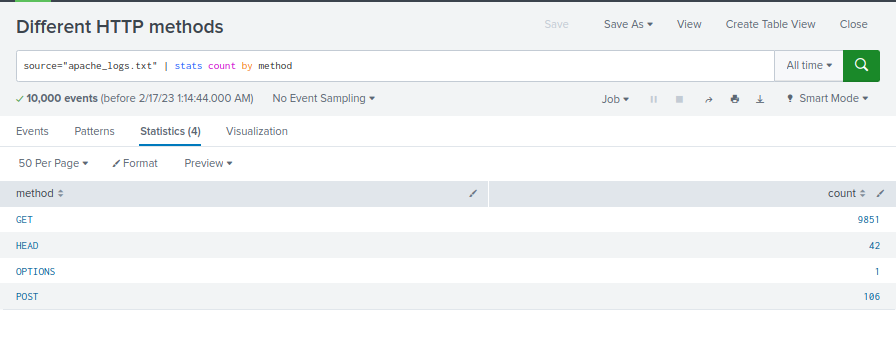 Different HTTP methods
Save Save As View Create Table View Close
source="apache_logs.txt" | stats count by method
All time
10,000 events (before 2/17/23 1:14:44.000 AM) No Event Sampling
Job Smart Mode
Events Patterns Statistics (4) Visualization
50 Per Page Format Preview
method count
GET 9851
HEAD 42
OPTIONS 1
POST 106